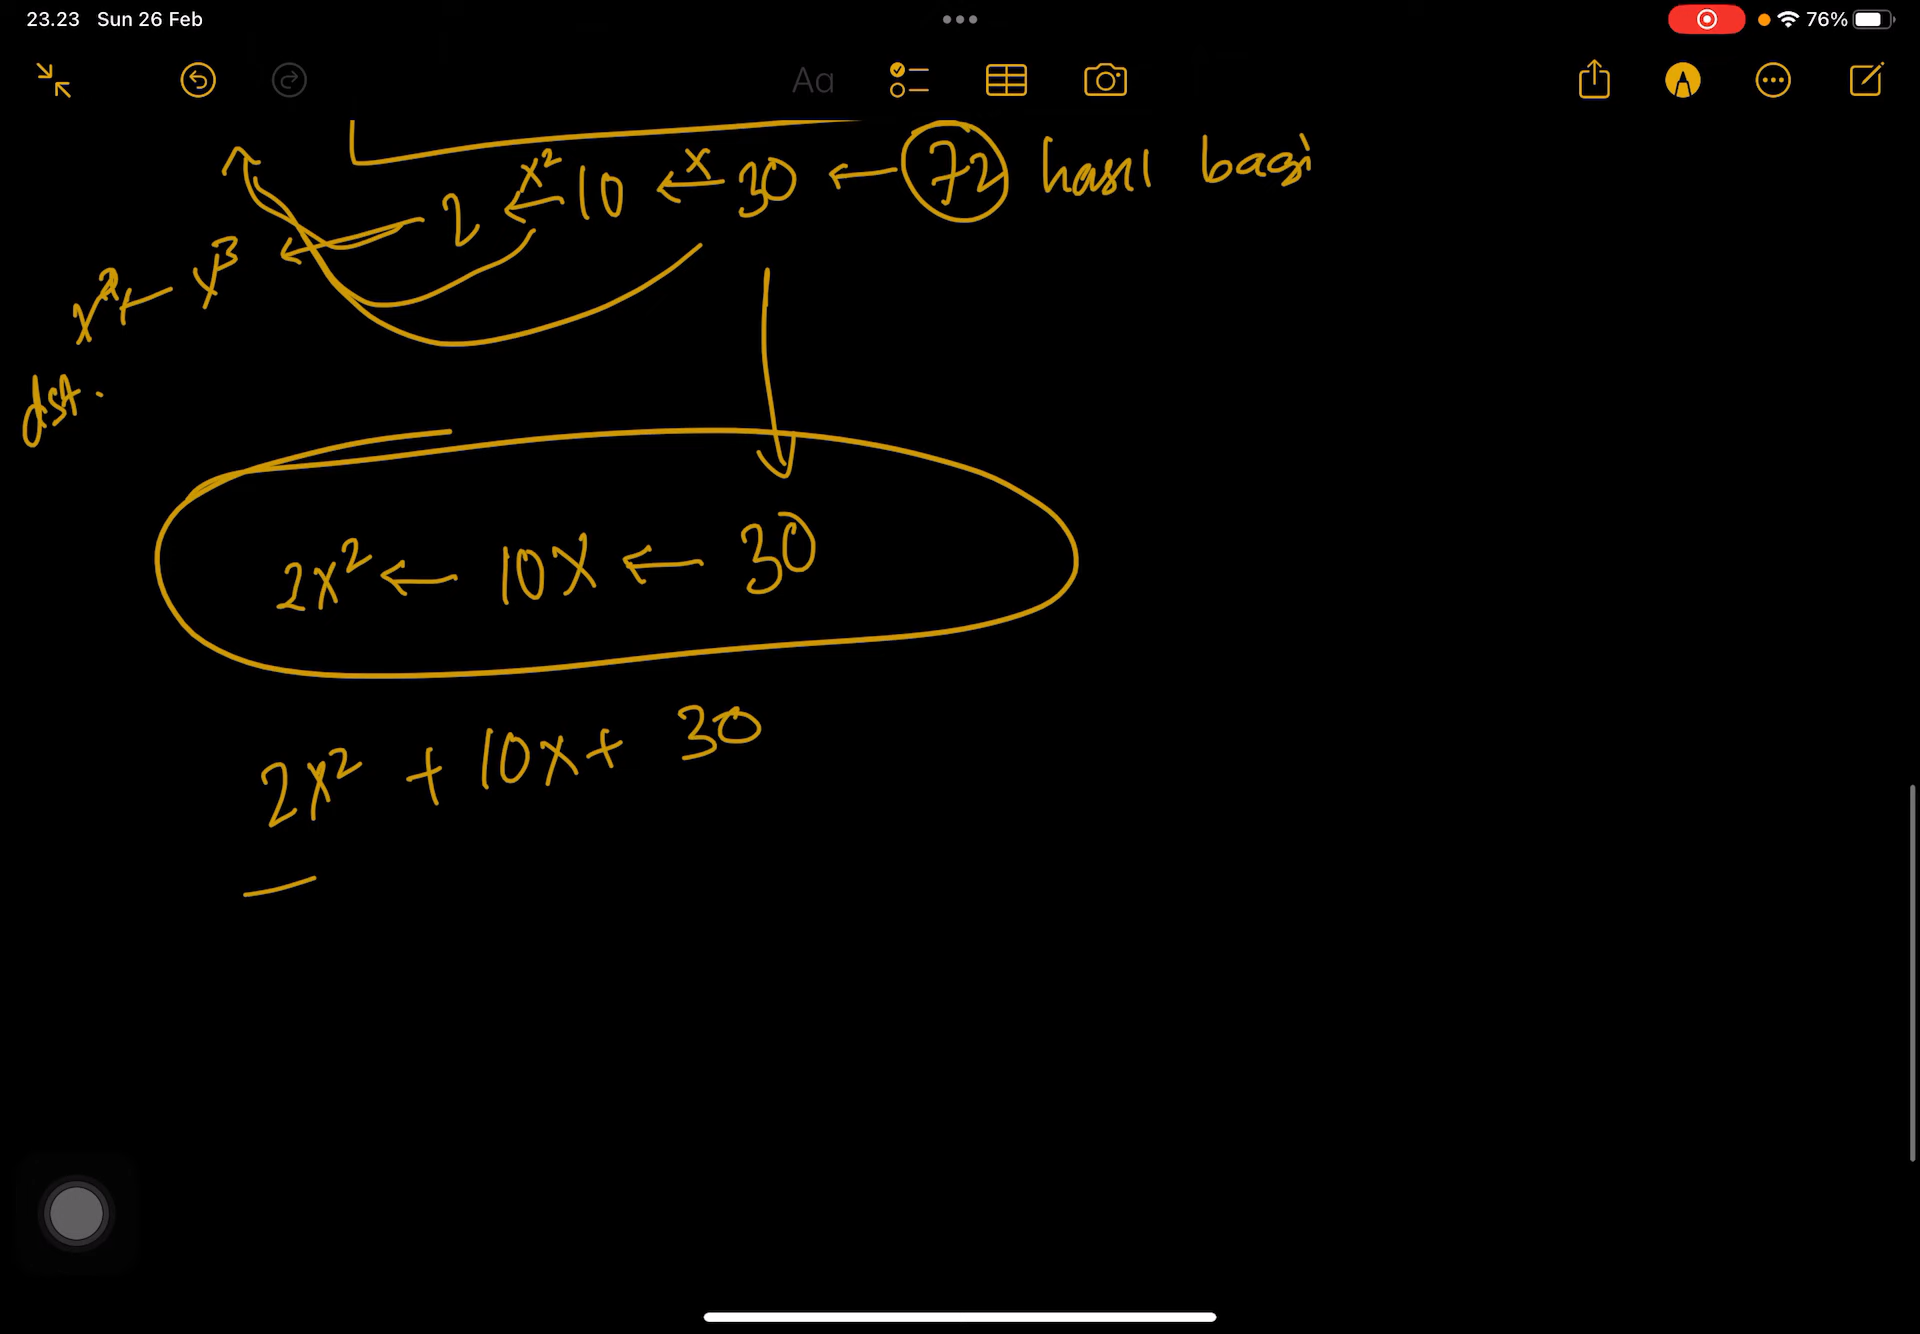 23.23 Sun 26 Feb
76%
Aa
2 ←x² 10 ←x 30 ← 72 hasil bagi
x⁴ ← x³
dst.
2x² ← 10x ← 30
2x² + 10x + 30